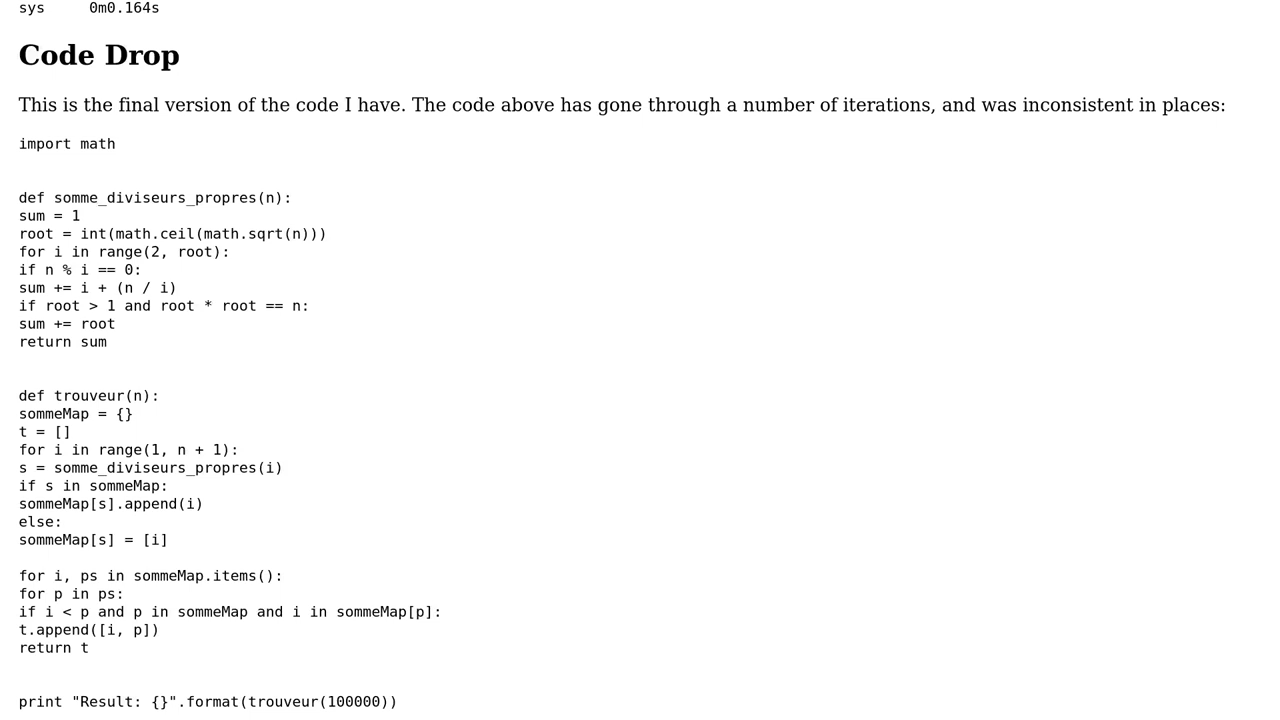 sys     0m0.164s
Code Drop
This is the final version of the code I have. The code above has gone through a number of iterations, and was inconsistent in places:
import math
def somme_diviseurs_propres(n):
sum = 1
root = int(math.ceil(math.sqrt(n)))
for i in range(2, root):
if n % i == 0:
sum += i + (n / i)
if root > 1 and root * root == n:
sum += root
return sum
def trouveur(n):
sommeMap = {}
t = []
for i in range(1, n + 1):
s = somme_diviseurs_propres(i)
if s in sommeMap:
sommeMap[s].append(i)
else:
sommeMap[s] = [i]
for i, ps in sommeMap.items():
for p in ps:
if i < p and p in sommeMap and i in sommeMap[p]:
t.append([i, p])
return t
print "Result: {}".format(trouveur(100000))